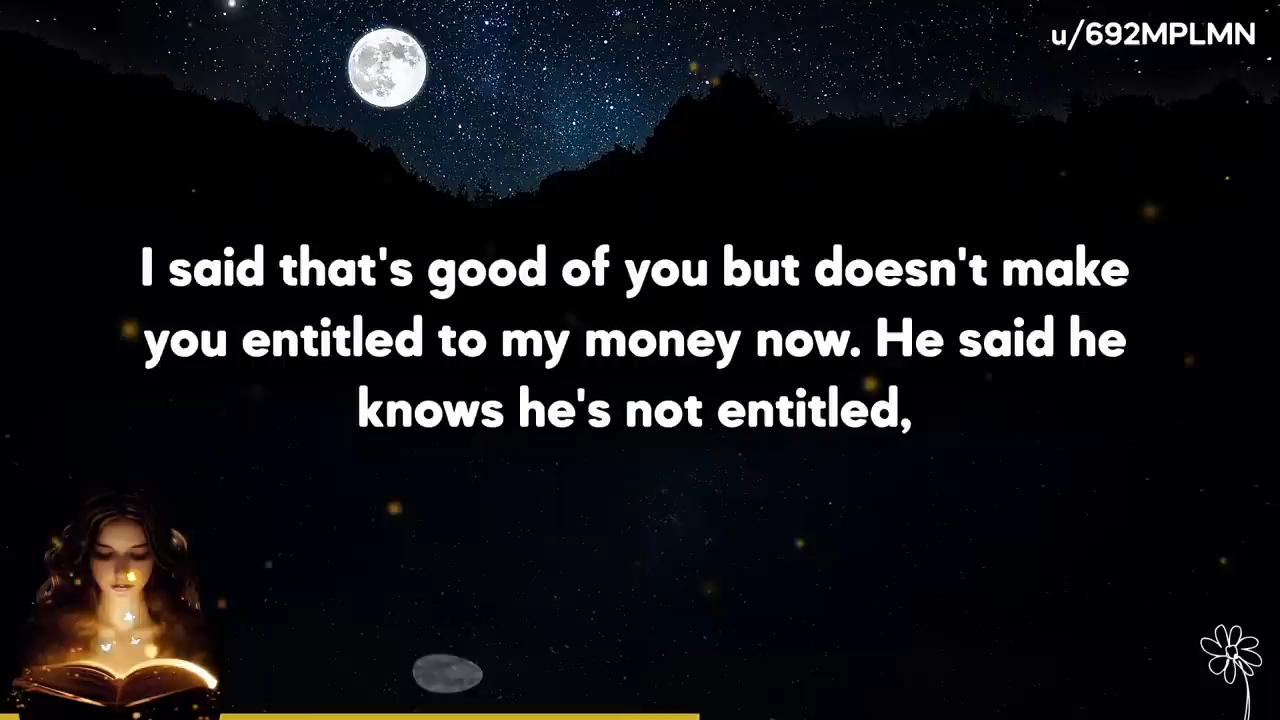 u/692MPLMN
I said that's good of you but doesn't make
you entitled to my money now. He said he
knows he's not entitled,